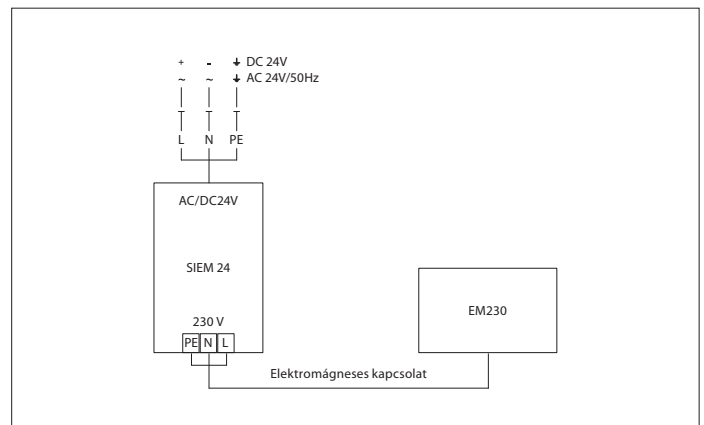 + - ⏚ DC 24V
~ ~ ⏚ AC 24V/50Hz
L N PE
AC/DC24V
SIEM 24
230 V
PE N L
EM230
Elektromágneses kapcsolat